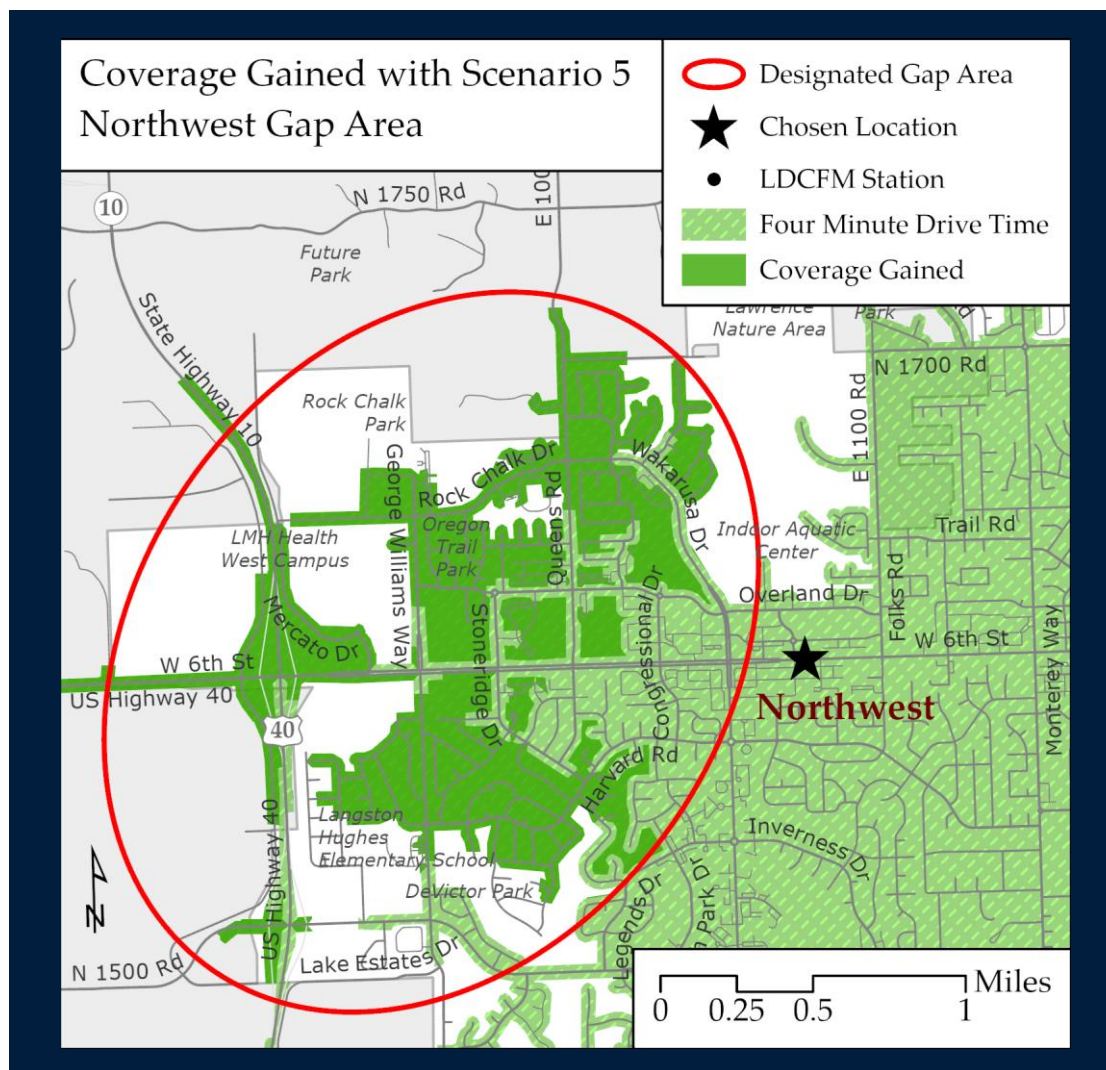 Coverage Gained with Scenario 5
Northwest Gap Area
Designated Gap Area
Chosen Location
LDCFM Station
Four Minute Drive Time
Coverage Gained
10
N 1750 Rd
E 100
Future
Park
Lawrence
Nature Area
Park
State Highway 10
N 1700 Rd
Rock Chalk
Park
George Williams Way
Rock Chalk Dr
Queens Rd
Wakarusa Dr
E 1100 Rd
Oregon
Trail
Park
Trail Rd
Indoor Aquatic
Center
LMH Health
West Campus
Overland Dr
Folks Rd
Mercato Dr
Stoneridge Dr
Congressional Dr
W 6th St
W 6th St
US Highway 40
Northwest
Monterey Way
40
Harvard Rd
US Highway 40
Langston
Hughes
Elementary School
Inverness Dr
DeVictor Park
Legends Dr
Park Dr
N
N 1500 Rd
Lake Estates Dr
Miles
0 0.25 0.5 1